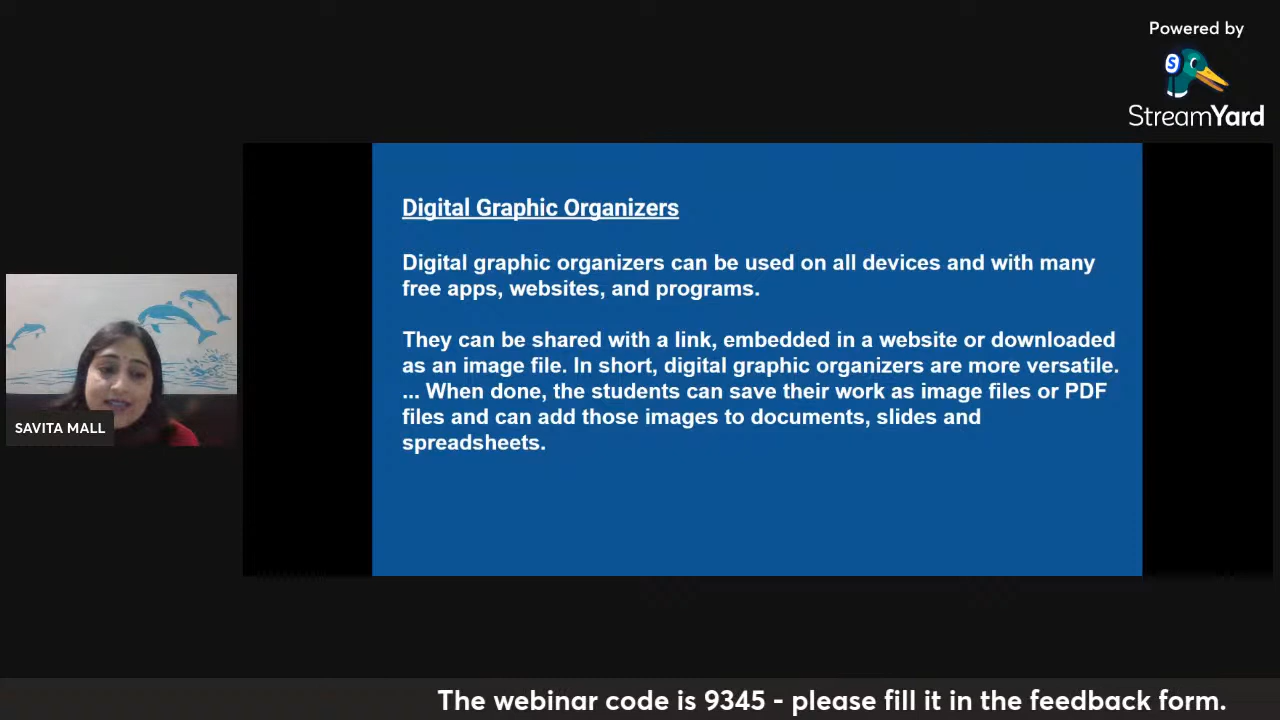 Powered by
S
StreamYard
Digital Graphic Organizers
Digital graphic organizers can be used on all devices and with many
free apps, websites, and programs.
They can be shared with a link, embedded in a website or downloaded
as an image file. In short, digital graphic organizers are more versatile.
... When done, the students can save their work as image files or PDF
files and can add those images to documents, slides and
spreadsheets.
SAVITA MALL
The webinar code is 9345 - please fill it in the feedback form.